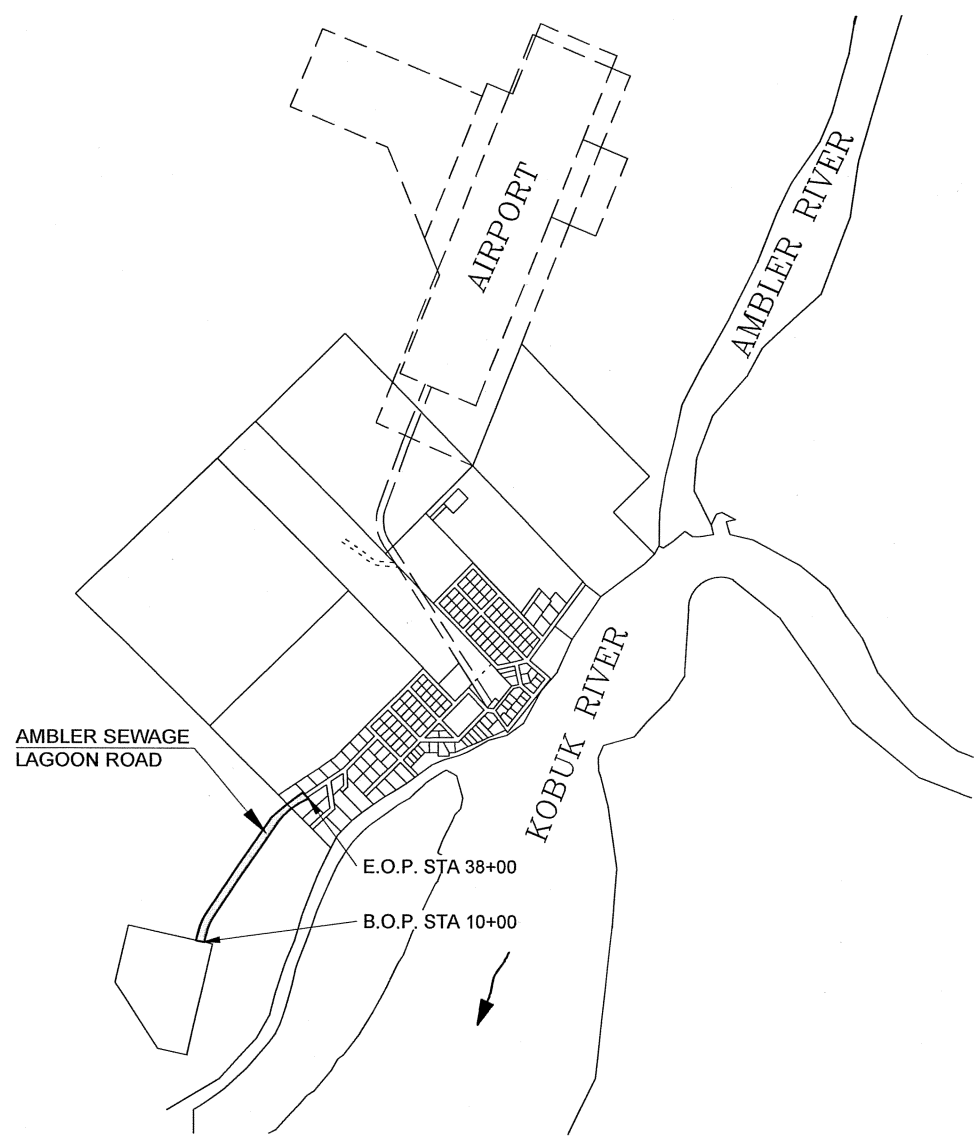 AIRPORT
AMBLER RIVER
KOBUK RIVER
AMBLER SEWAGE
LAGOON ROAD
E.O.P. STA 38+00
B.O.P. STA 10+00